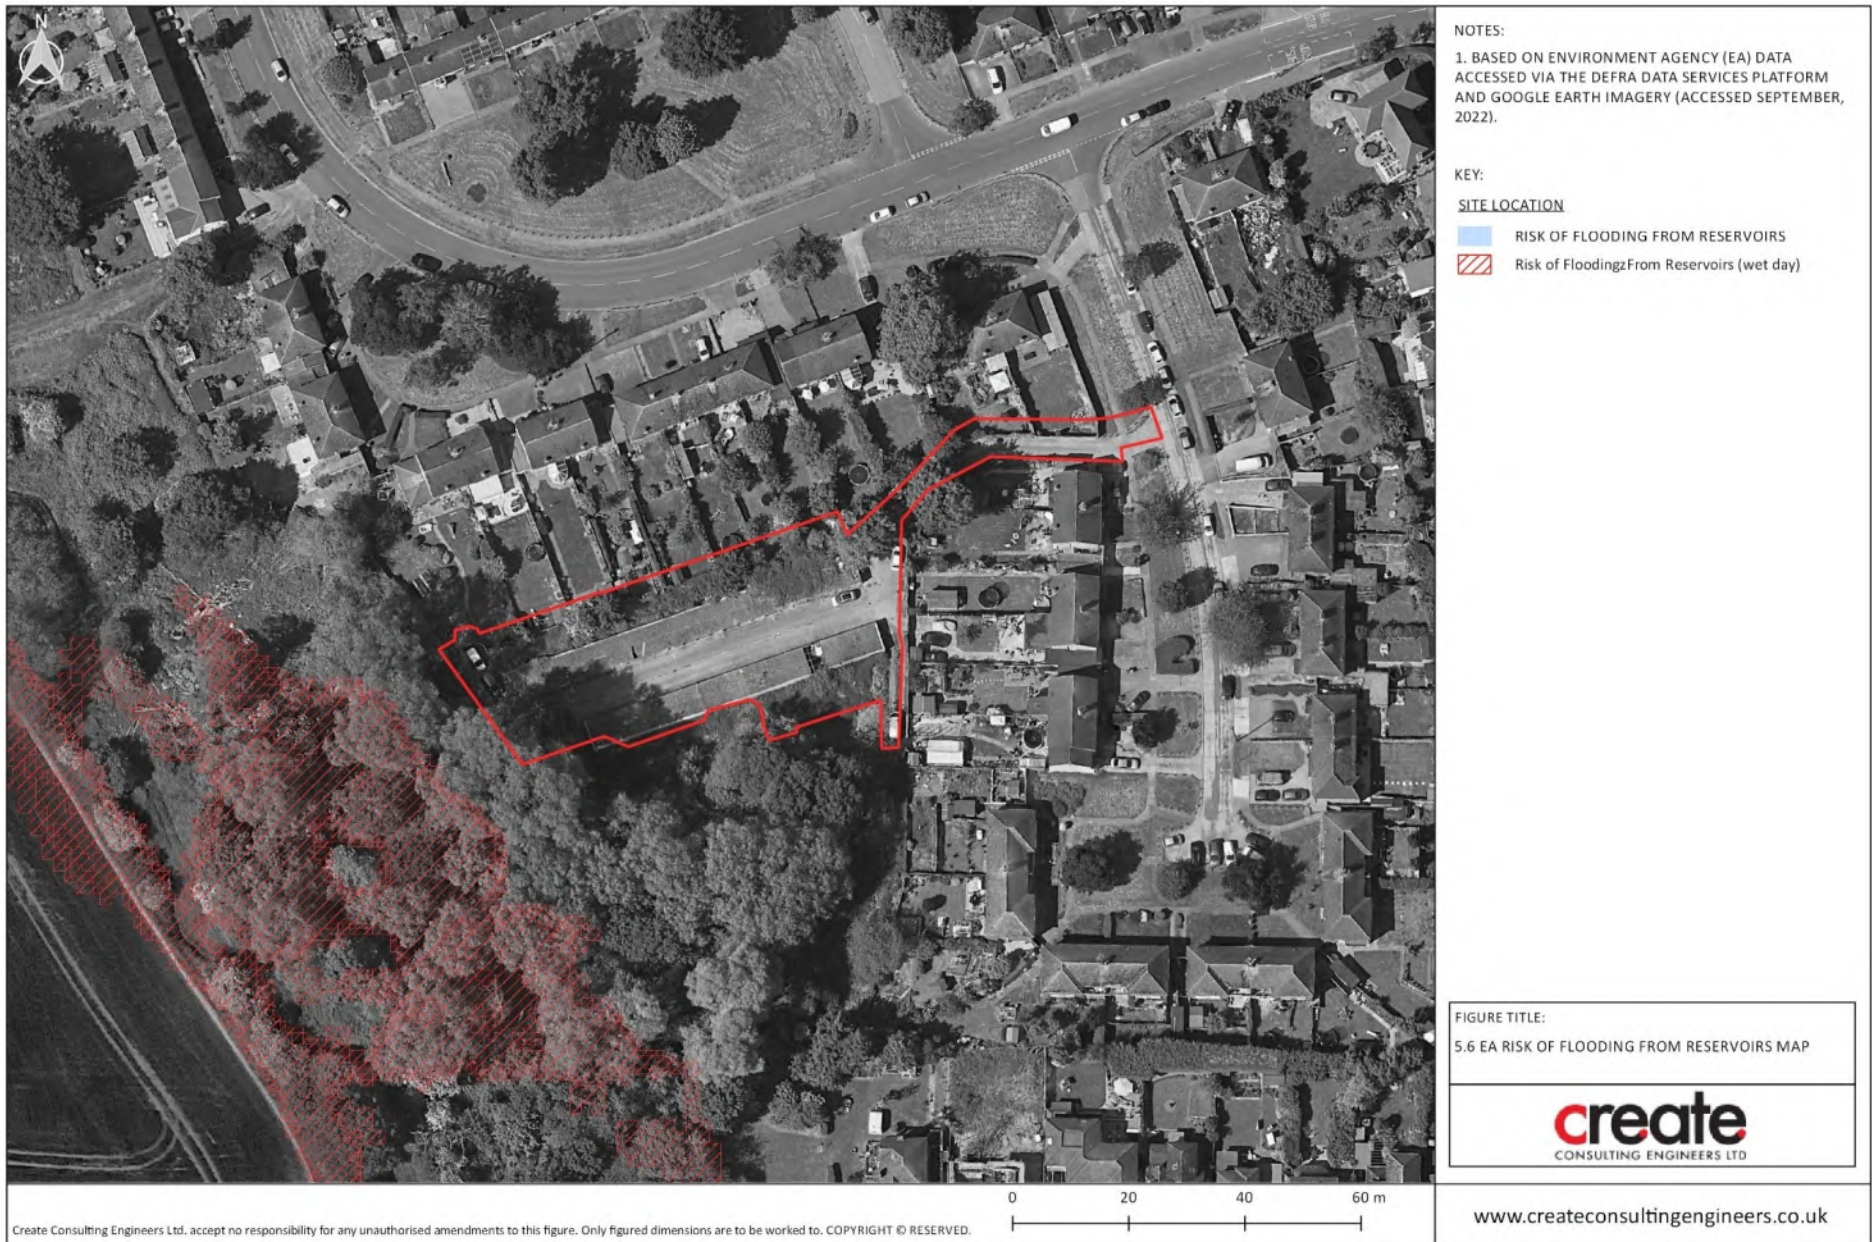 N
NOTES:
1. BASED ON ENVIRONMENT AGENCY (EA) DATA
ACCESSED VIA THE DEFRA DATA SERVICES PLATFORM
AND GOOGLE EARTH IMAGERY (ACCESSED SEPTEMBER,
2022).
KEY:
SITE LOCATION
RISK OF FLOODING FROM RESERVOIRS
Risk of FloodingzFrom Reservoirs (wet day)
FIGURE TITLE:
5.6 EA RISK OF FLOODING FROM RESERVOIRS MAP
create
CONSULTING ENGINEERS LTD
www.createconsultingengineers.co.uk
0 20 40 60 m
Create Consulting Engineers Ltd. accept no responsibility for any unauthorised amendments to this figure. Only figured dimensions are to be worked to. COPYRIGHT © RESERVED.